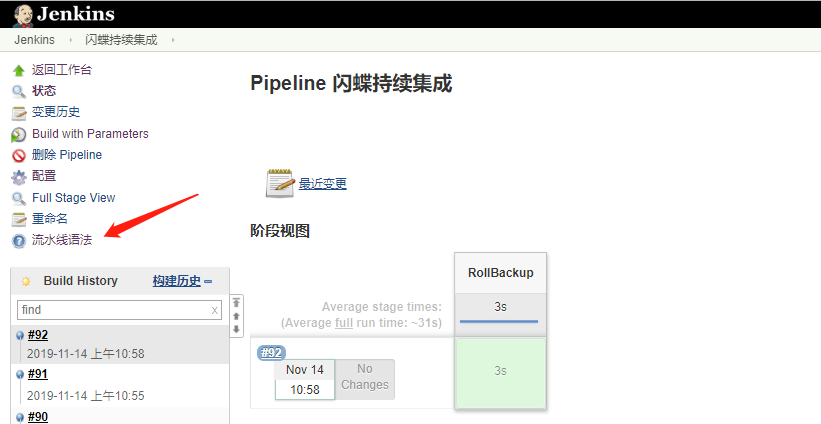 Jenkins
Jenkins 闪蝶持续集成
返回工作台
状态
变更历史
Build with Parameters
删除 Pipeline
配置
Full Stage View
重命名
流水线语法
Build History 构建历史
find x
#92
2019-11-14 上午10:58
#91
2019-11-14 上午10:55
#90
Pipeline 闪蝶持续集成
最近变更
阶段视图
RollBackup
Average stage times: 3s
(Average full run time: ~31s)
#92
Nov 14
10:58
No
Changes
3s